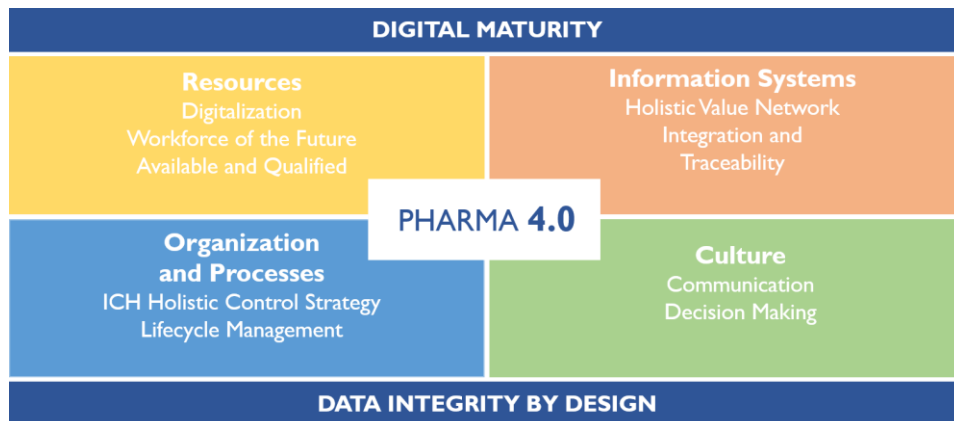 DIGITAL MATURITY
Resources
Digitalization
Workforce of the Future
Available and Qualified
Information Systems
Holistic Value Network
Integration and
Traceability
PHARMA 4.0
Organization
and Processes
ICH Holistic Control Strategy
Lifecycle Management
Culture
Communication
Decision Making
DATA INTEGRITY BY DESIGN